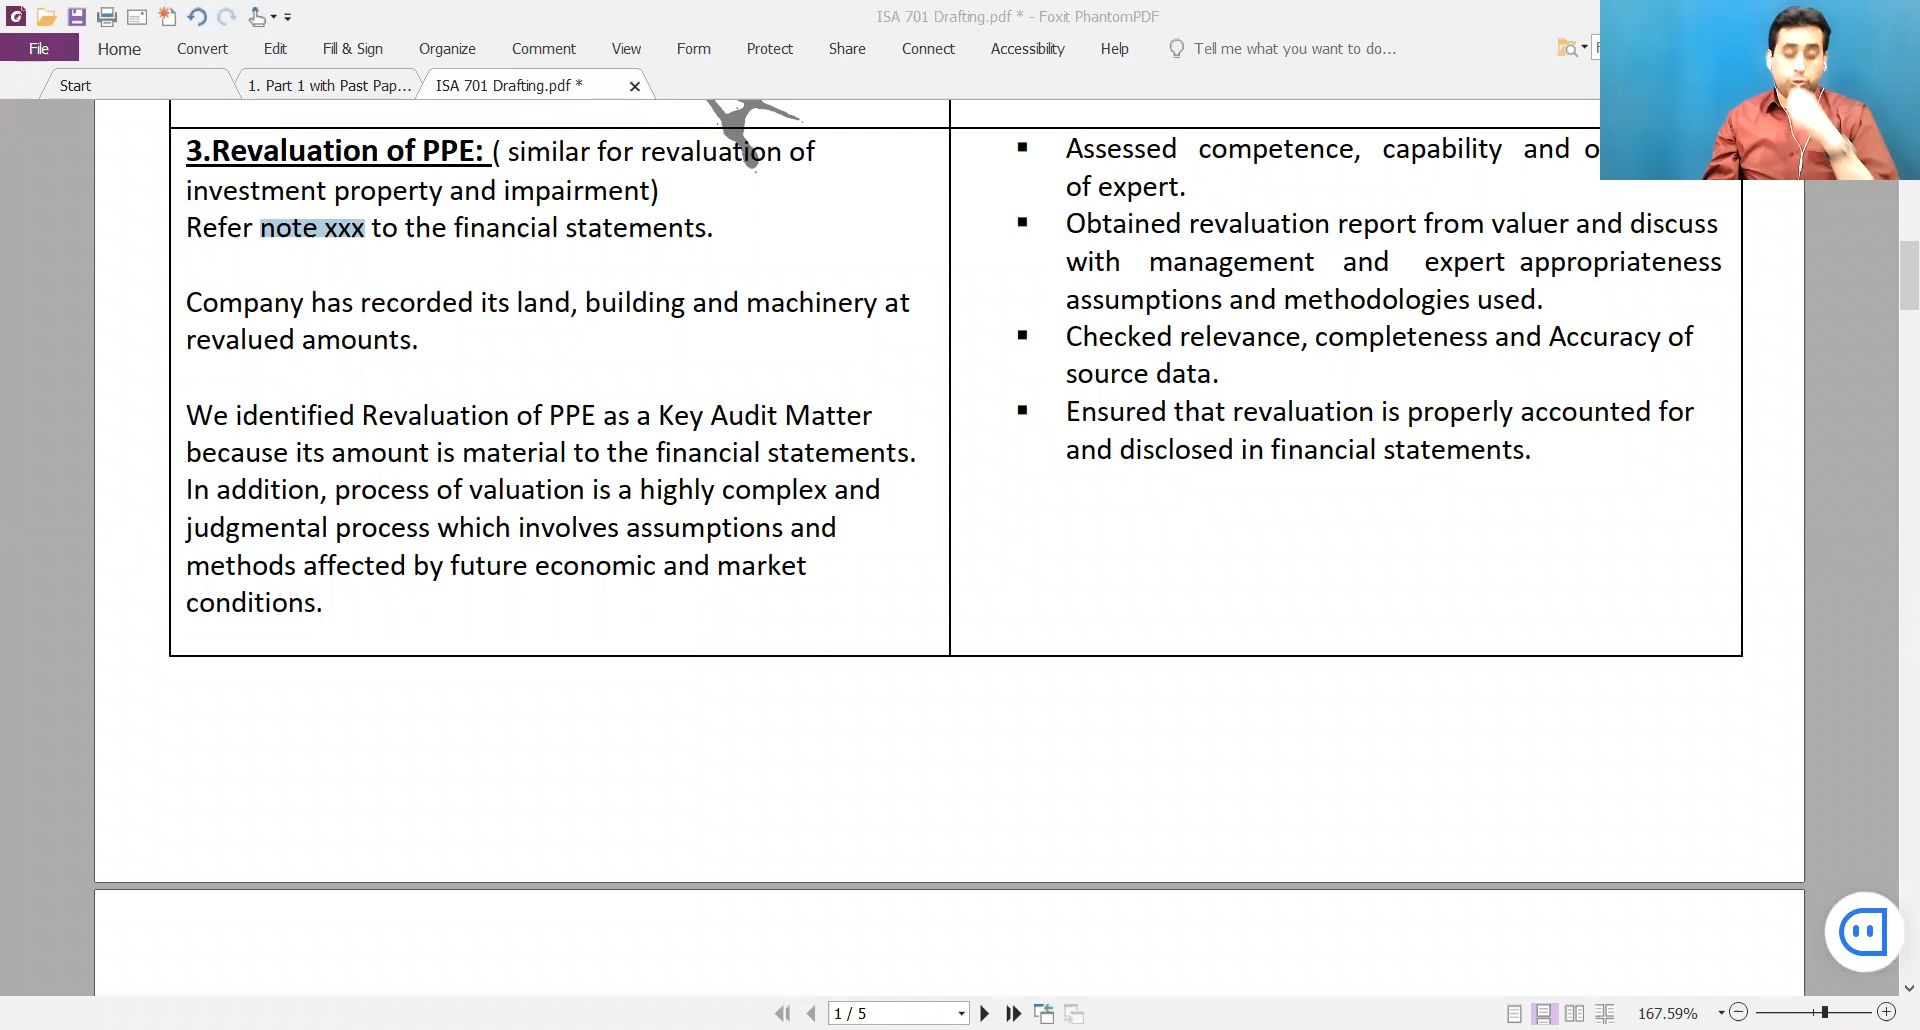 ISA 701 Drafting.pdf * - Foxit PhantomPDF
File Home Convert Edit Fill & Sign Organize Comment View Form Protect Share Connect Accessibility Help Tell me what you want to do...
Start 1. Part 1 with Past Pap... ISA 701 Drafting.pdf *
3.Revaluation of PPE: ( similar for revaluation of
investment property and impairment)
Refer note xxx to the financial statements.
Company has recorded its land, building and machinery at
revalued amounts.
We identified Revaluation of PPE as a Key Audit Matter
because its amount is material to the financial statements.
In addition, process of valuation is a highly complex and
judgmental process which involves assumptions and
methods affected by future economic and market
conditions.
▪ Assessed competence, capability and
of expert.
▪ Obtained revaluation report from valuer and discuss
with management and expert appropriateness
assumptions and methodologies used.
▪ Checked relevance, completeness and Accuracy of
source data.
▪ Ensured that revaluation is properly accounted for
and disclosed in financial statements.
1 / 5
167.59%